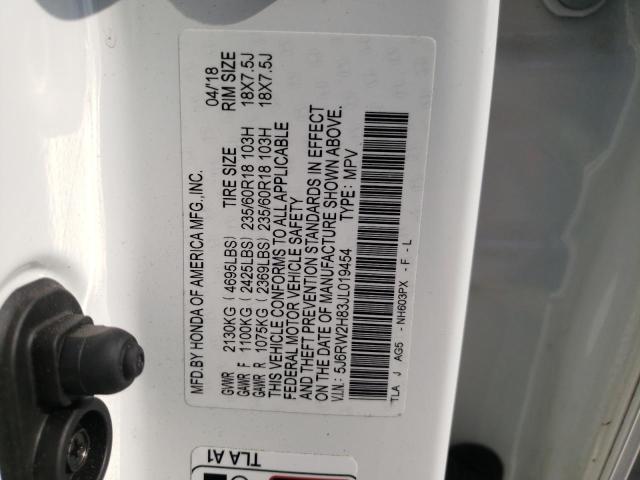 MFD.BY HONDA OF AMERICA MFG.,INC. 04/18
TIRE SIZE RIM SIZE
GVWR 2130KG ( 4695LBS)
GAWR F 1100KG ( 2425LBS) 235/60R18 103H 18X7.5J
GAWR R 1075KG ( 2369LBS) 235/60R18 103H 18X7.5J
THIS VEHICLE CONFORMS TO ALL APPLICABLE
FEDERAL MOTOR VEHICLE SAFETY
AND THEFT PREVENTION STANDARDS IN EFFECT
ON THE DATE OF MANUFACTURE SHOWN ABOVE.
V.I.N.: 5J6RW2H83JL019454 TYPE: MPV
TLA J AG5 - NH603PX - F - L
TLA A1